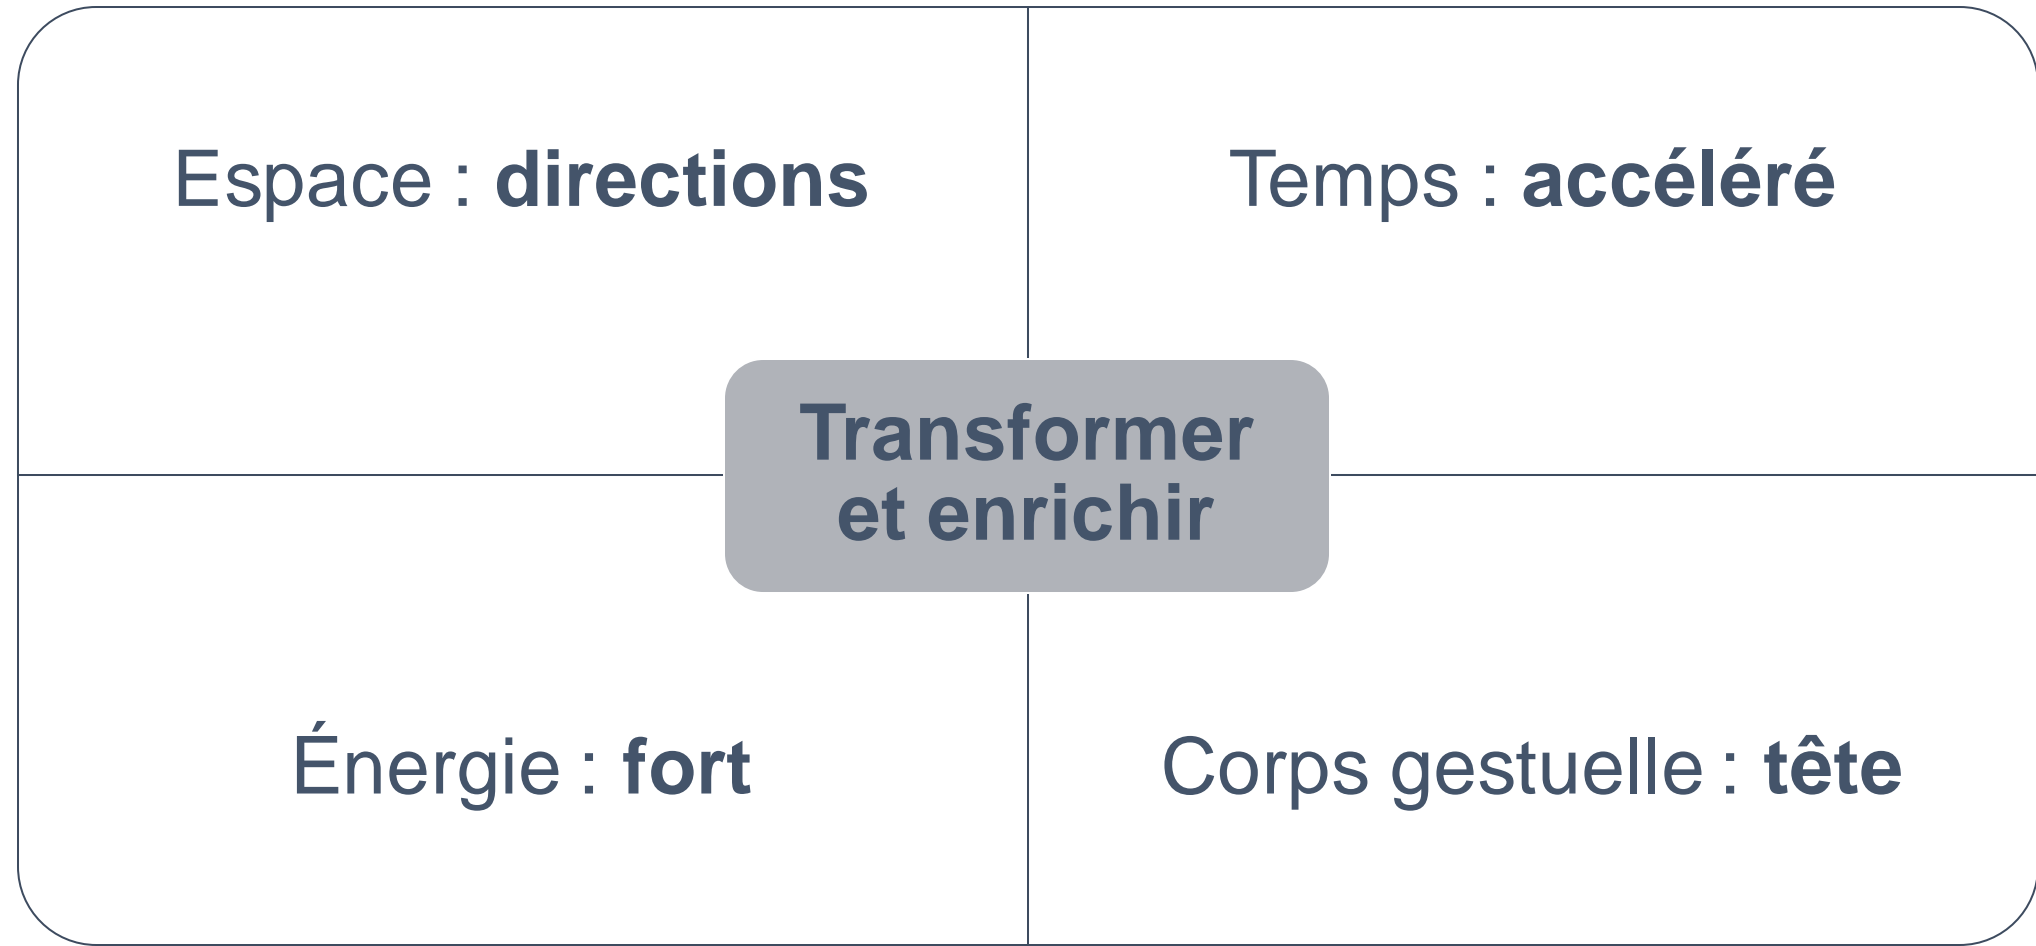 Espace : directions
Temps : accéléré
Transformer
et enrichir
Énergie : fort
Corps gestuelle : tête